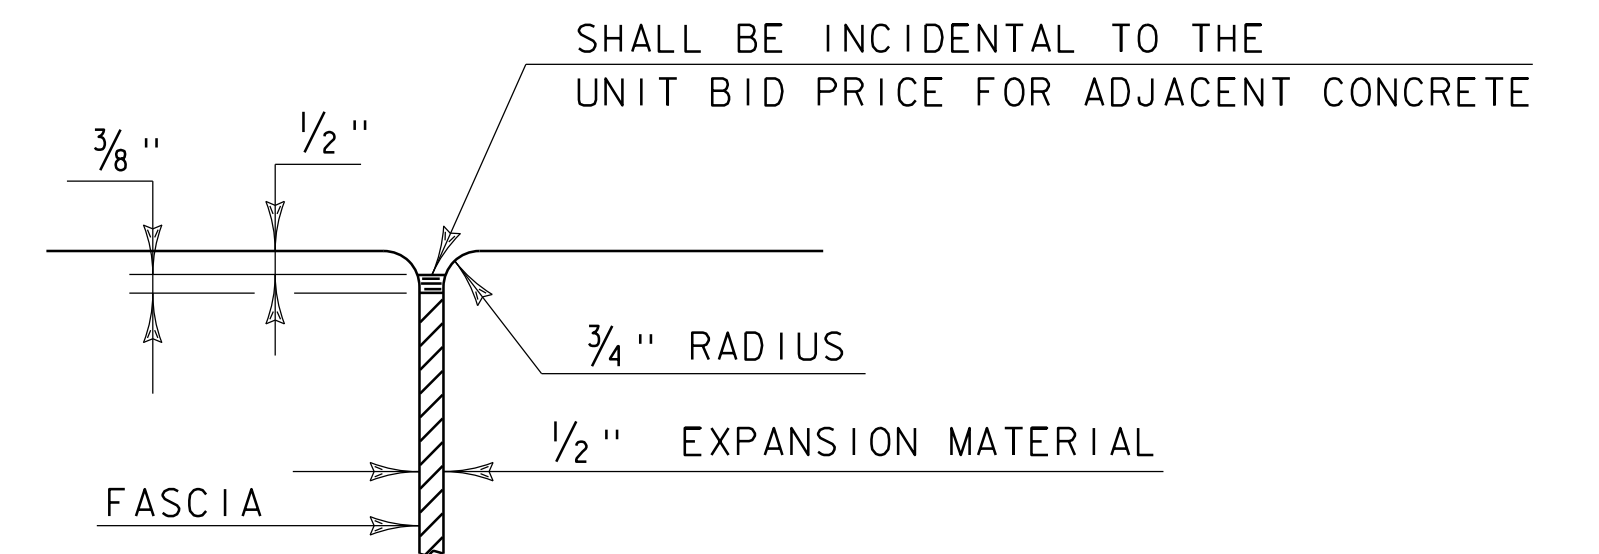 SHALL BE INCIDENTAL TO THE
UNIT BID PRICE FOR ADJACENT CONCRETE
3/8"
1/2"
3/4" RADIUS
1/2" EXPANSION MATERIAL
FASCIA